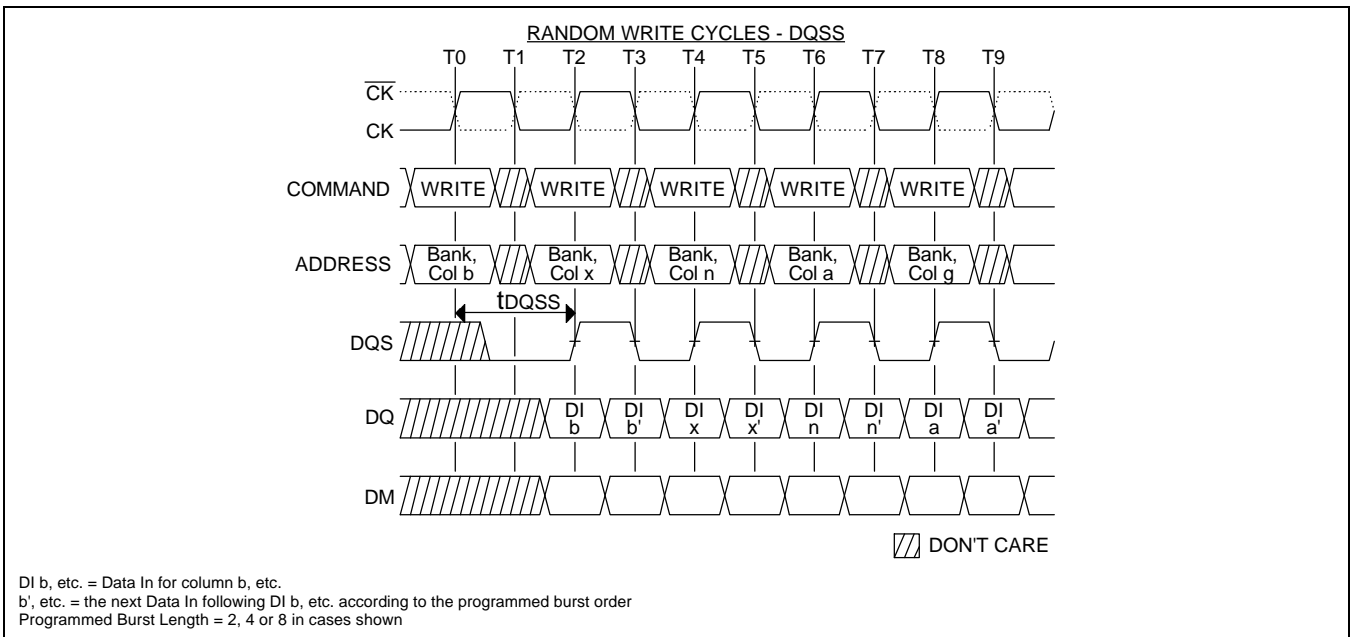 RANDOM WRITE CYCLES - DQSS
T0 T1 T2 T3 T4 T5 T6 T7 T8 T9
CK
CK
COMMAND WRITE WRITE WRITE WRITE WRITE
ADDRESS Bank, Col b Bank, Col x Bank, Col n Bank, Col a Bank, Col g
tDQSS
DQS
DQ DI b DI b' DI x DI x' DI n DI n' DI a DI a'
DM
DON'T CARE
DI b, etc. = Data In for column b, etc.
b', etc. = the next Data In following DI b, etc. according to the programmed burst order
Programmed Burst Length = 2, 4 or 8 in cases shown